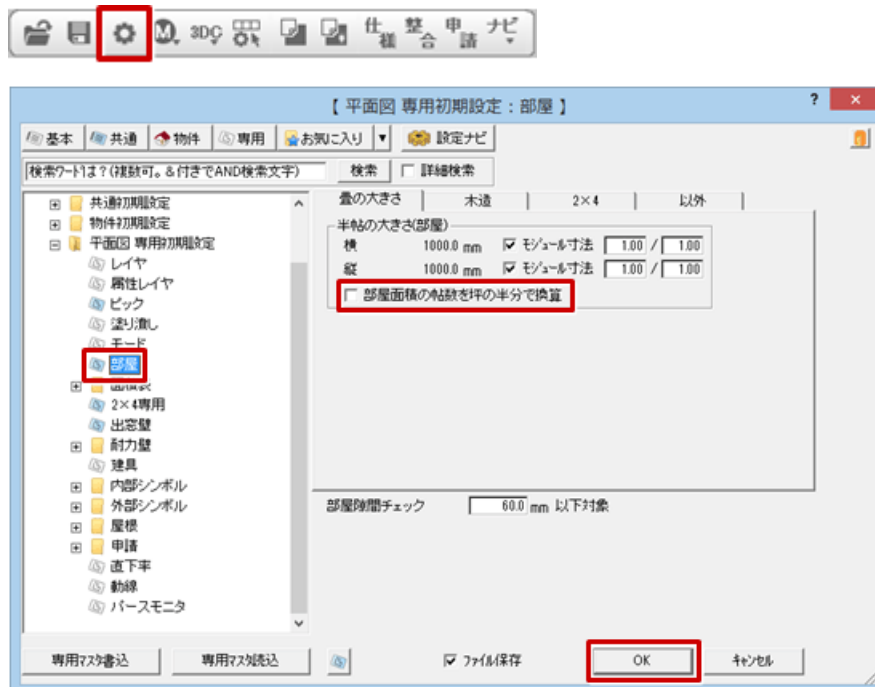 3DC 仕様 整合 申請 ナビ
【 平面図 専用初期設定：部屋 】 ? ×
基本 共通 物件 専用 お気に入り ▼ 設定ナビ
検索ワードは？(複数可。&付きでAND検索文字) 検索 詳細検索
共通初期設定
物件初期設定
平面図 専用初期設定
レイヤ
属性レイヤ
ピック
塗り潰し
モード
部屋
面積表
2×4専用
出窓壁
耐力壁
建具
内部シンボル
外部シンボル
屋根
申請
直下率
動線
パースモニタ
畳の大きさ 木造 2×4 以外
半帖の大きさ(部屋)
横 1000.0 mm モジュール寸法 1.00 / 1.00
縦 1000.0 mm モジュール寸法 1.00 / 1.00
部屋面積の帖数を坪の半分で換算
部屋隙間チェック 60.0 mm 以下対象
専用マスタ書込 専用マスタ読込 ファイル保存 OK キャンセル